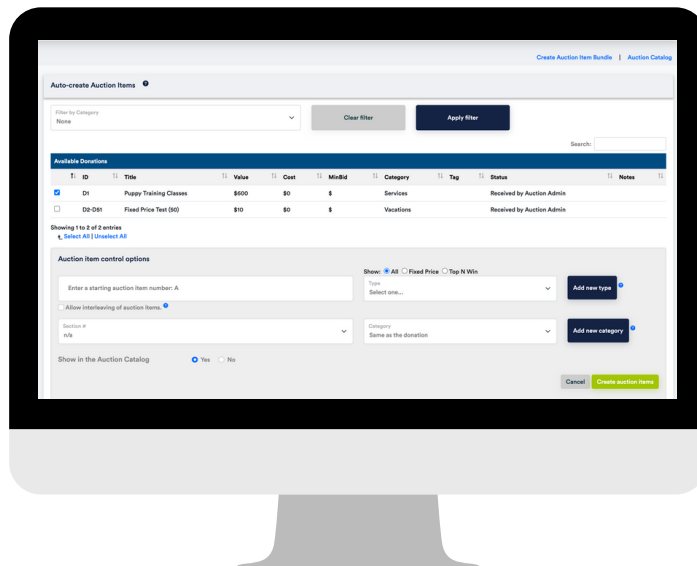 Create Auction Item Bundle | Auction Catalog
Auto-create Auction Items ?
Filter by Category
None
Clear filter
Apply filter
Search:
Available Donations
ID Title Value Cost MinBid Category Tag Status Notes
D1 Puppy Training Classes $600 $0 $ Services Received by Auction Admin
D2-D51 Fixed Price Test (50) $10 $0 $ Vacations Received by Auction Admin
Showing 1 to 2 of 2 entries
Select All | Unselect All
Auction item control options
Show: All Fixed Price Top N Win
Enter a starting auction item number: A
Type
Select one...
Add new type ?
Allow interleaving of auction items. ?
Section #
n/a
Category
Same as the donation
Add new category ?
Show in the Auction Catalog Yes No
Cancel Create auction items